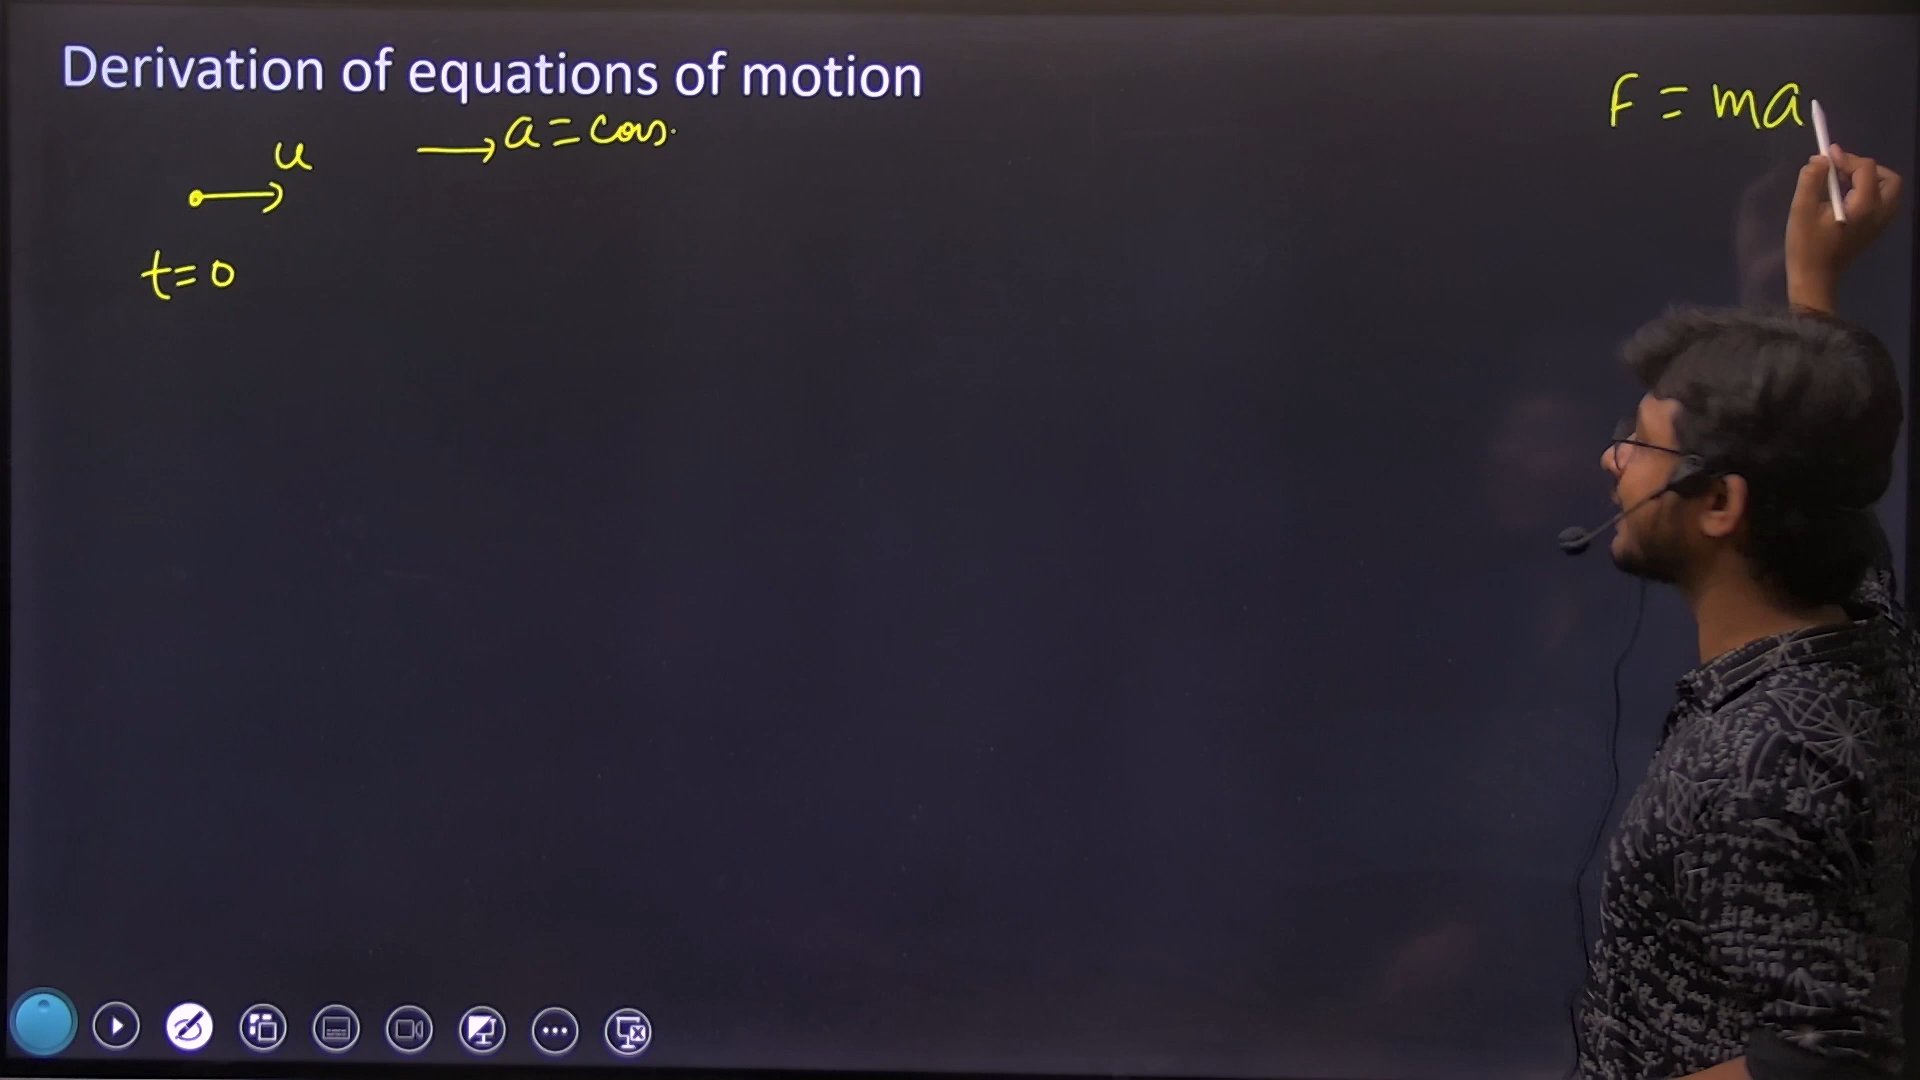 Derivation of equations of motion
F = ma
u → a = cons.
t = 0